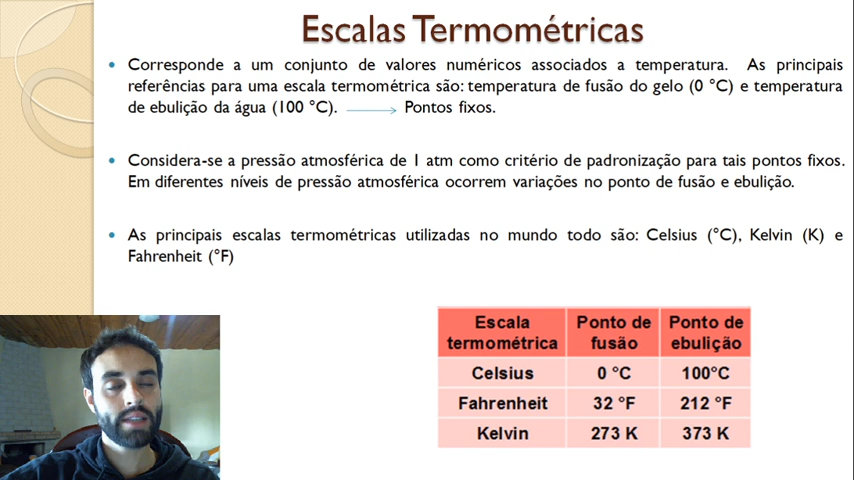 Escalas Termométricas
Corresponde a um conjunto de valores numéricos associados a temperatura. As principais
referências para uma escala termométrica são: temperatura de fusão do gelo (0 °C) e temperatura
de ebulição da água (100 °C). Pontos fixos.
Considera-se a pressão atmosférica de 1 atm como critério de padronização para tais pontos fixos.
Em diferentes níveis de pressão atmosférica ocorrem variações no ponto de fusão e ebulição.
As principais escalas termométricas utilizadas no mundo todo são: Celsius (°C), Kelvin (K) e
Fahrenheit (°F)
Escala termométrica Ponto de fusão Ponto de ebulição
Celsius 0 °C 100°C
Fahrenheit 32 °F 212 °F
Kelvin 273 K 373 K